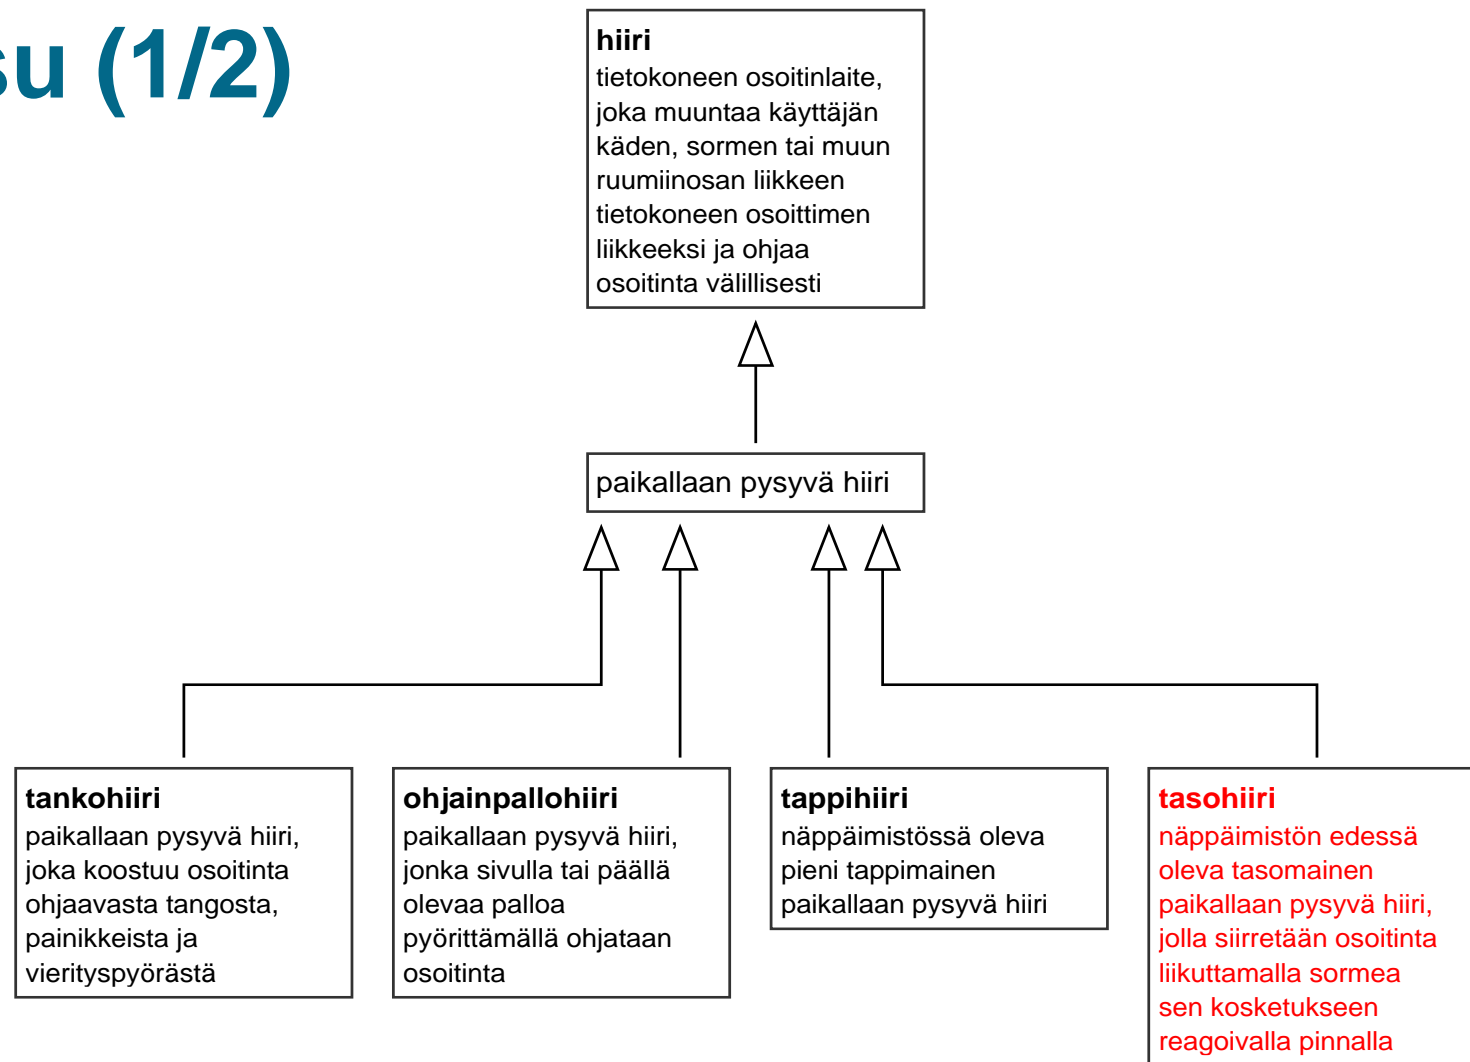 su (1/2)
hiiri
tietokoneen osoitinlaite,
joka muuntaa käyttäjän
käden, sormen tai muun
ruumiinosan liikkeen
tietokoneen osoittimen
liikkeeksi ja ohjaa
osoitinta välillisesti
paikallaan pysyvä hiiri
tankohiiri
paikallaan pysyvä hiiri,
joka koostuu osoitinta
ohjaavasta tangosta,
painikkeista ja
vierityspyörästä
ohjainpallohiiri
paikallaan pysyvä hiiri,
jonka sivulla tai päällä
olevaa palloa
pyörittämällä ohjataan
osoitinta
tappihiiri
näppäimistössä oleva
pieni tappimainen
paikallaan pysyvä hiiri
tasohiiri
näppäimistön edessä
oleva tasomainen
paikallaan pysyvä hiiri,
jolla siirretään osoitinta
liikuttamalla sormea
sen kosketukseen
reagoivalla pinnalla